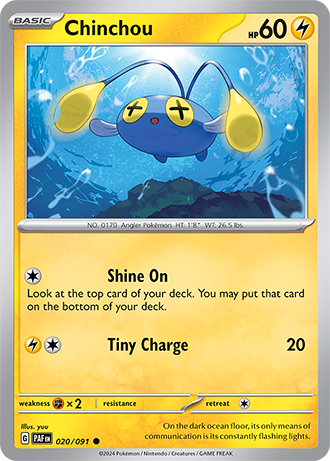 BASIC
Chinchou
HP 60
NO. 0170 Angler Pokémon HT: 1'8" WT: 26.5 lbs.
Shine On
Look at the top card of your deck. You may put that card
on the bottom of your deck.
Tiny Charge 20
weakness ×2 resistance retreat
Illus. yuu
G PAF EN 020/091
On the dark ocean floor, its only means of
communication is its constantly flashing lights.
©2024 Pokémon / Nintendo / Creatures / GAME FREAK